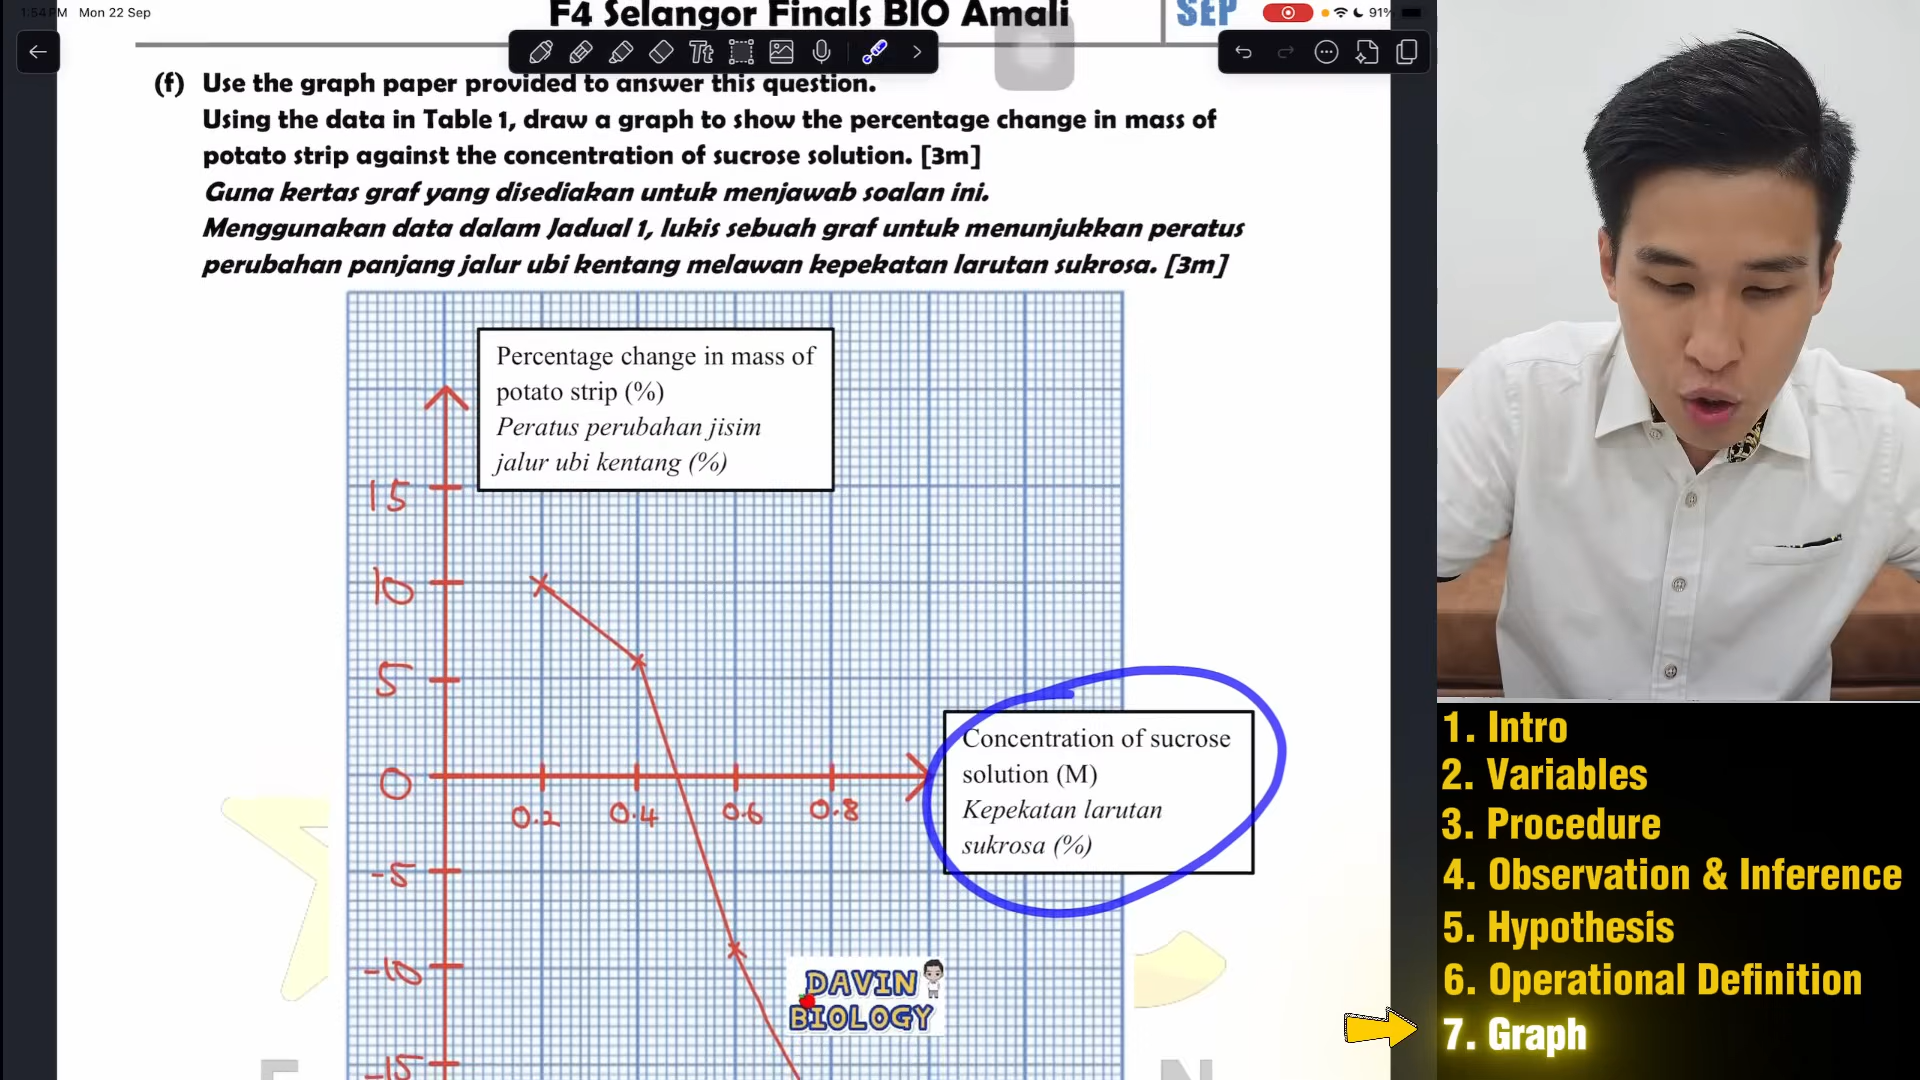 1:54 PM Mon 22 Sep
F4 Selangor Finals BIO Amali
SEP
91%
Tt
(f) Use the graph paper provided to answer this question.
Using the data in Table 1, draw a graph to show the percentage change in mass of
potato strip against the concentration of sucrose solution. [3m]
Guna kertas graf yang disediakan untuk menjawab soalan ini.
Menggunakan data dalam Jadual 1, lukis sebuah graf untuk menunjukkan peratus
perubahan panjang jalur ubi kentang melawan kepekatan larutan sukrosa. [3m]
Percentage change in mass of
potato strip (%)
Peratus perubahan jisim
jalur ubi kentang (%)
15
10
5
0
-5
-10
-15
0.2 0.4 0.6 0.8
Concentration of sucrose
solution (M)
Kepekatan larutan
sukrosa (%)
DAVIN
BIOLOGY
1. Intro
2. Variables
3. Procedure
4. Observation & Inference
5. Hypothesis
6. Operational Definition
7. Graph